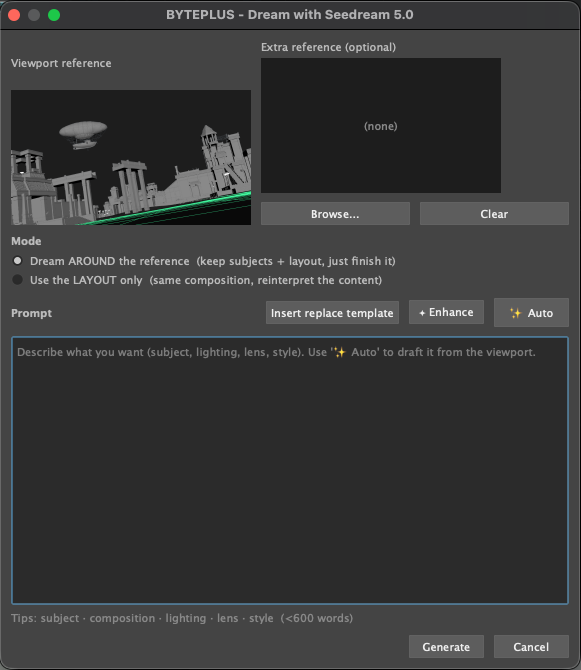 BYTEPLUS - Dream with Seedream 5.0
Viewport reference
Extra reference (optional)
(none)
Browse...
Clear
Mode
Dream AROUND the reference (keep subjects + layout, just finish it)
Use the LAYOUT only (same composition, reinterpret the content)
Prompt
Insert replace template
✦ Enhance
✨ Auto
Describe what you want (subject, lighting, lens, style). Use '✨ Auto' to draft it from the viewport.
Tips: subject · composition · lighting · lens · style (<600 words)
Generate
Cancel